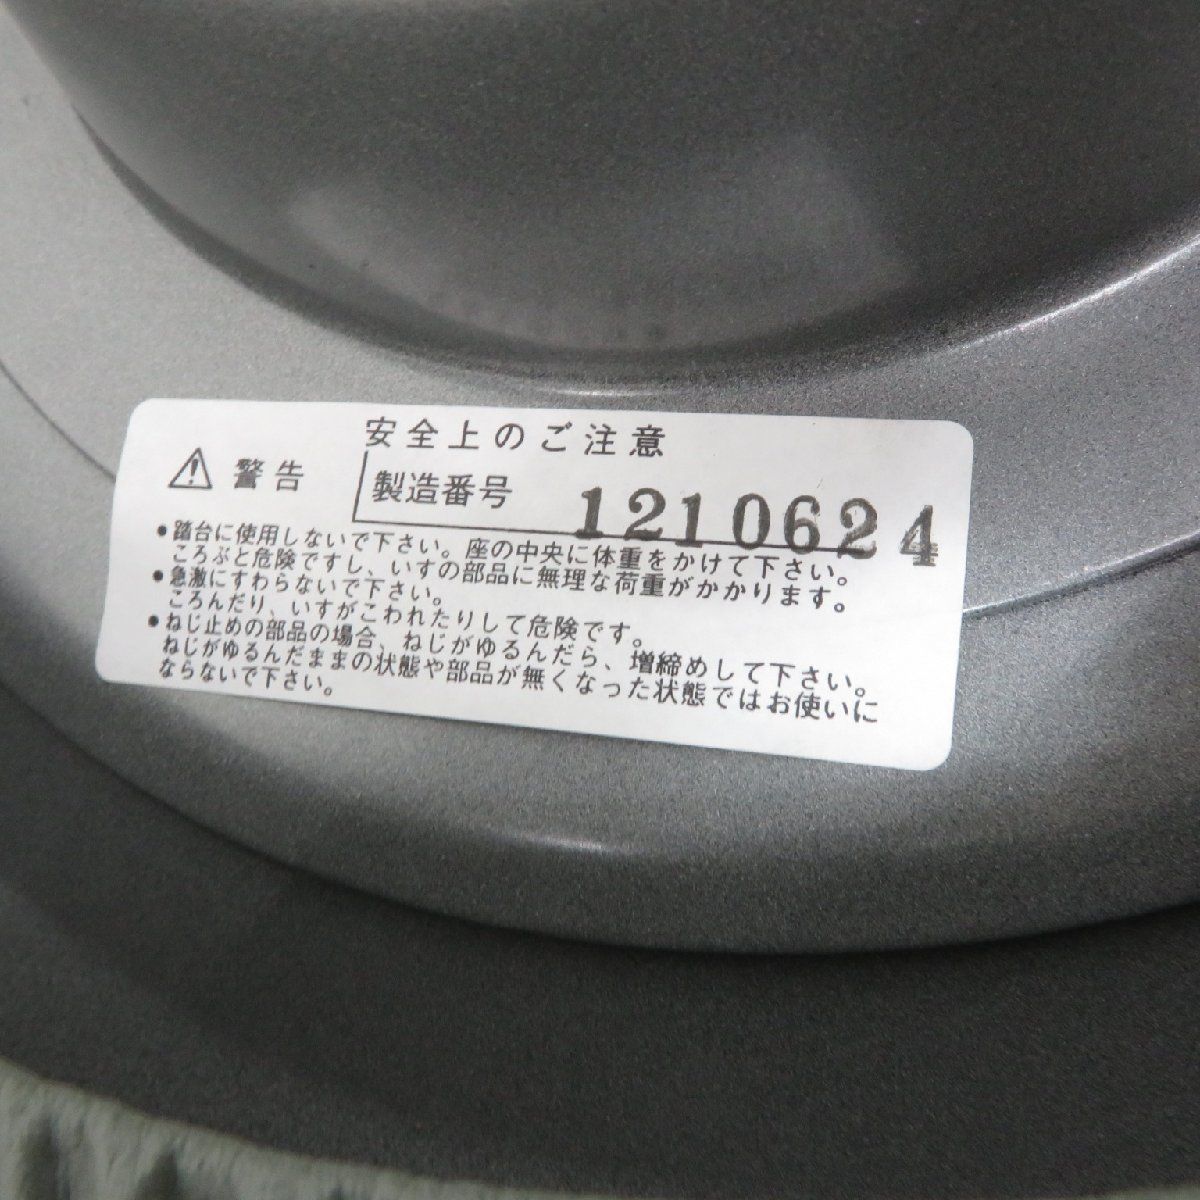 安全上のご注意
警告
製造番号 1210624
●踏台に使用しないで下さい。座の中央に体重をかけて下さい。
ころぶと危険ですし、いすの部品に無理な荷重がかかります。
●急激にすわらないで下さい。
ころんだり、いすがこわれたりして危険です。
●ねじ止めの部品の場合、ねじがゆるんだら、増締めして下さい。
ねじがゆるんだままの状態や部品が無くなった状態ではお使いに
ならないで下さい。